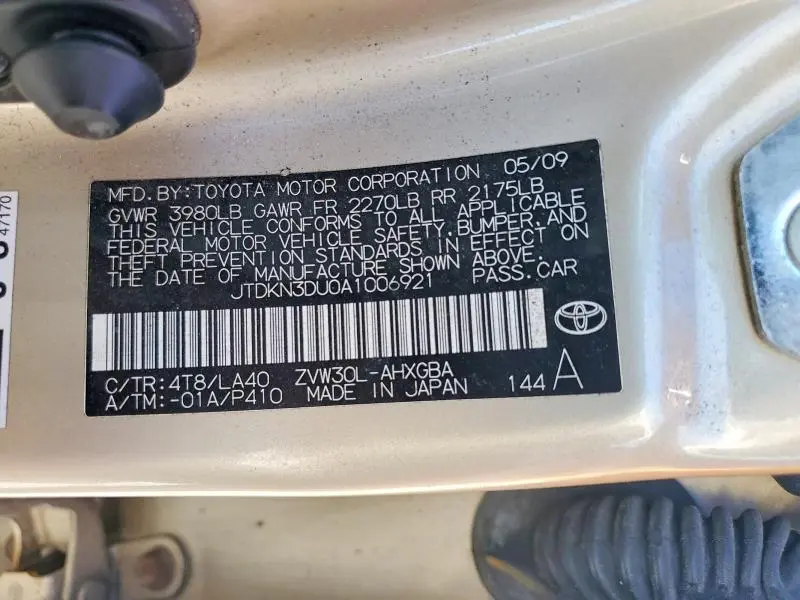 MFD. BY: TOYOTA MOTOR CORPORATION 05/09
GVWR 3980LB GAWR FR 2270LB RR 2175LB
THIS VEHICLE CONFORMS TO ALL APPLICABLE
FEDERAL MOTOR VEHICLE SAFETY, BUMPER, AND
THEFT PREVENTION STANDARDS IN EFFECT ON
THE DATE OF MANUFACTURE SHOWN ABOVE.
JTDKN3DU0A1006921 PASS. CAR
C/TR: 4T8/LA40 ZVW30L-AHXGBA
A/TM: -01A/P410 MADE IN JAPAN 144 A
47170